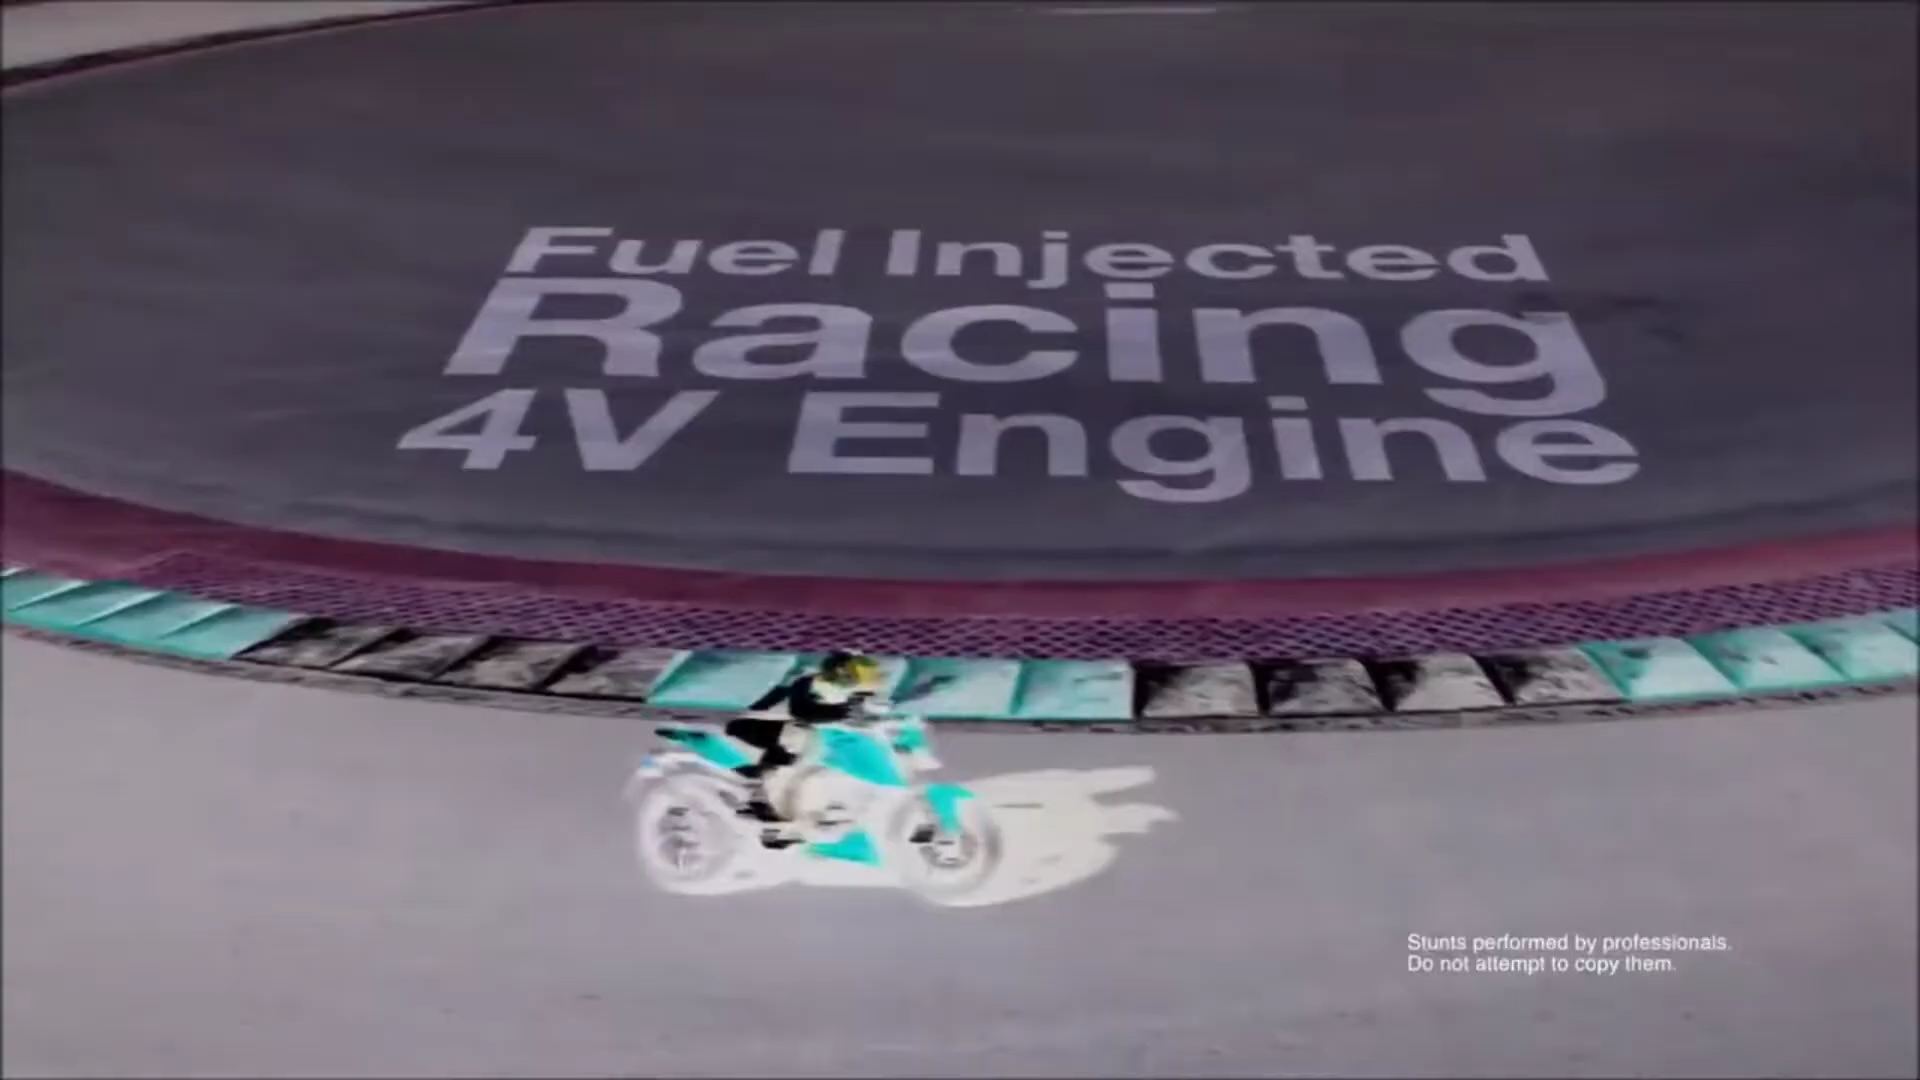 Fuel Injected
Racing
4V Engine
Stunts performed by professionals.
Do not attempt to copy them.